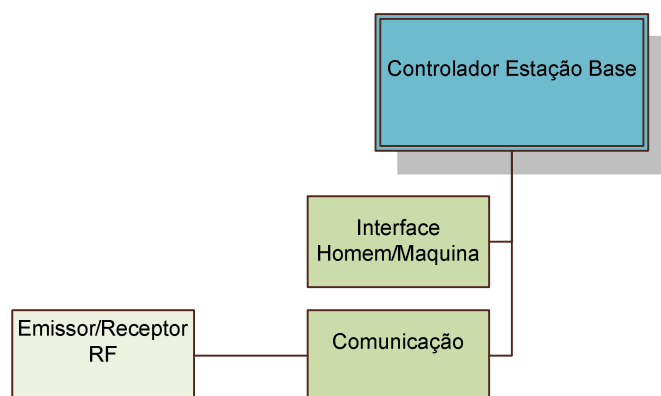 Controlador Estação Base
Interface
Homem/Maquina
Emissor/Receptor
RF
Comunicação